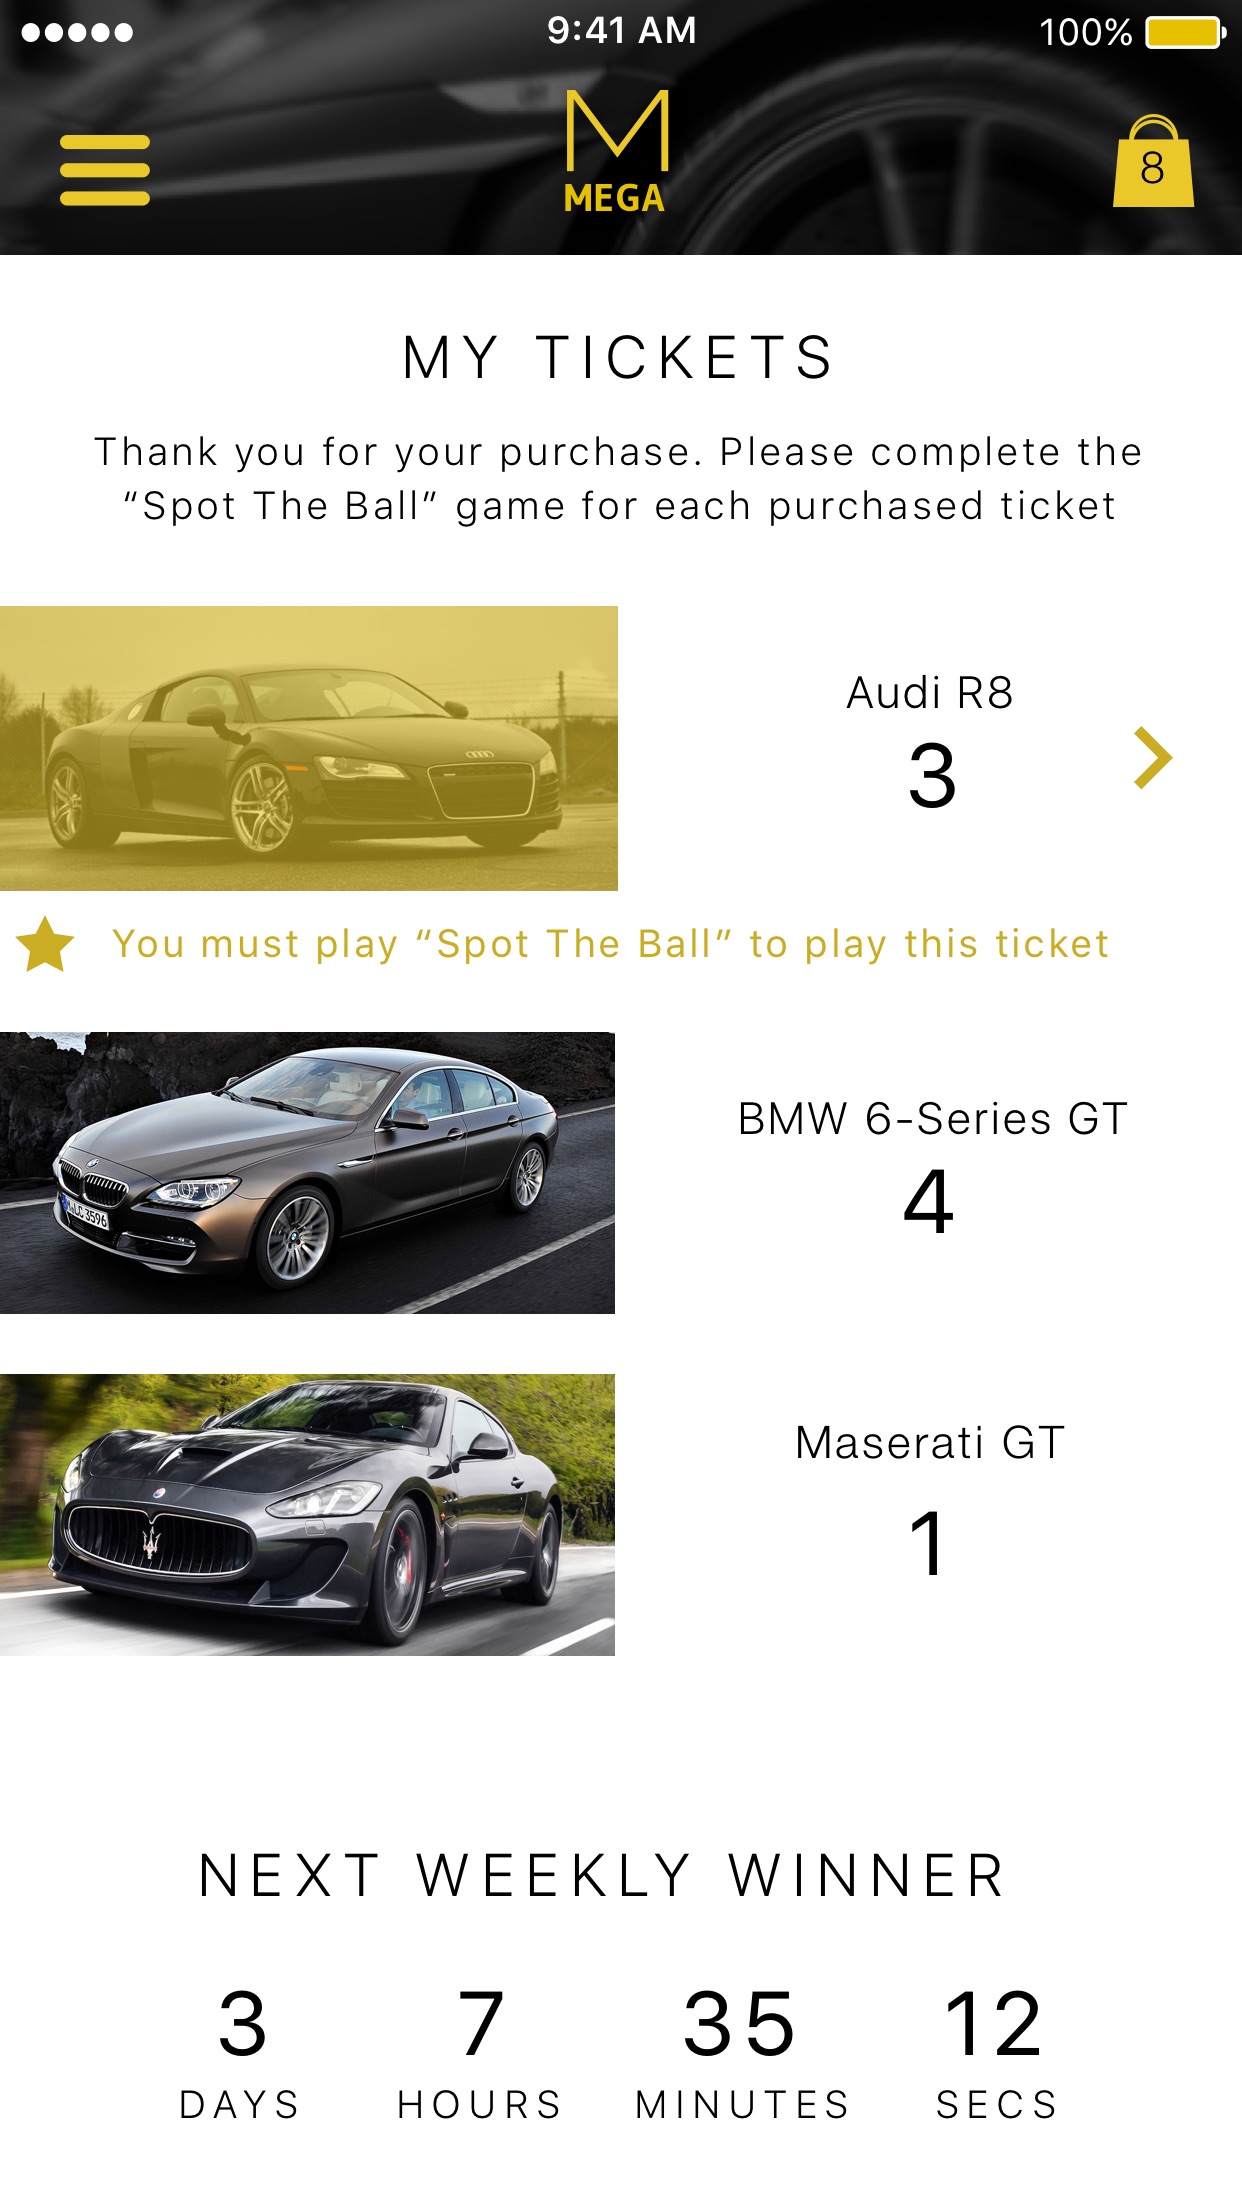 9:41 AM
100%
M
MEGA
8
MY TICKETS
Thank you for your purchase. Please complete the
“Spot The Ball” game for each purchased ticket
Audi R8
3
You must play “Spot The Ball” to play this ticket
BMW 6-Series GT
4
Maserati GT
1
NEXT WEEKLY WINNER
3 7 35 12
DAYS HOURS MINUTES SECS